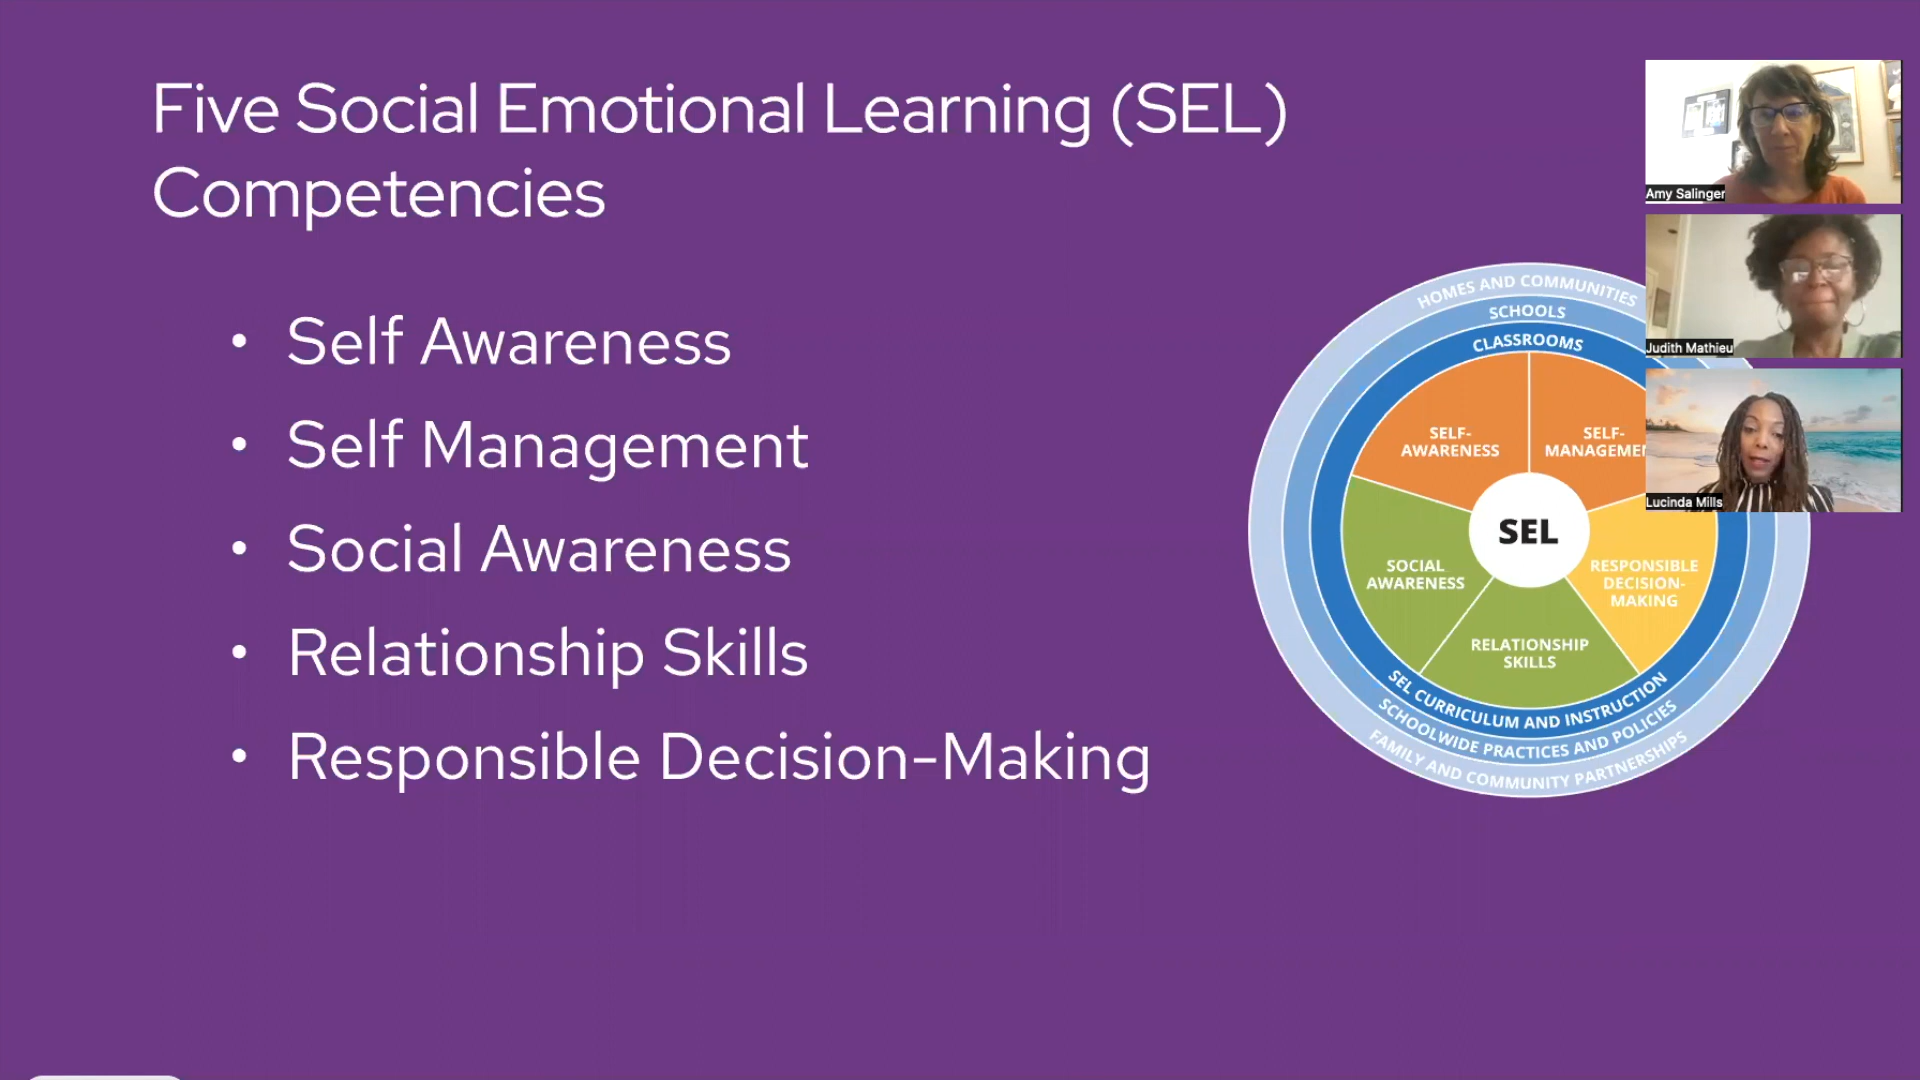 Five Social Emotional Learning (SEL)
Competencies
• Self Awareness
• Self Management
• Social Awareness
• Relationship Skills
• Responsible Decision-Making
HOMES AND COMMUNITIES
SCHOOLS
CLASSROOMS
SELF-
AWARENESS
SELF-
MANAGEMEN
SEL
SOCIAL
AWARENESS
RESPONSIBLE
DECISION-
MAKING
RELATIONSHIP
SKILLS
SEL CURRICULUM AND INSTRUCTION
SCHOOLWIDE PRACTICES AND POLICIES
FAMILY AND COMMUNITY PARTNERSHIPS
Amy Salinger
Judith Mathieu
Lucinda Mills